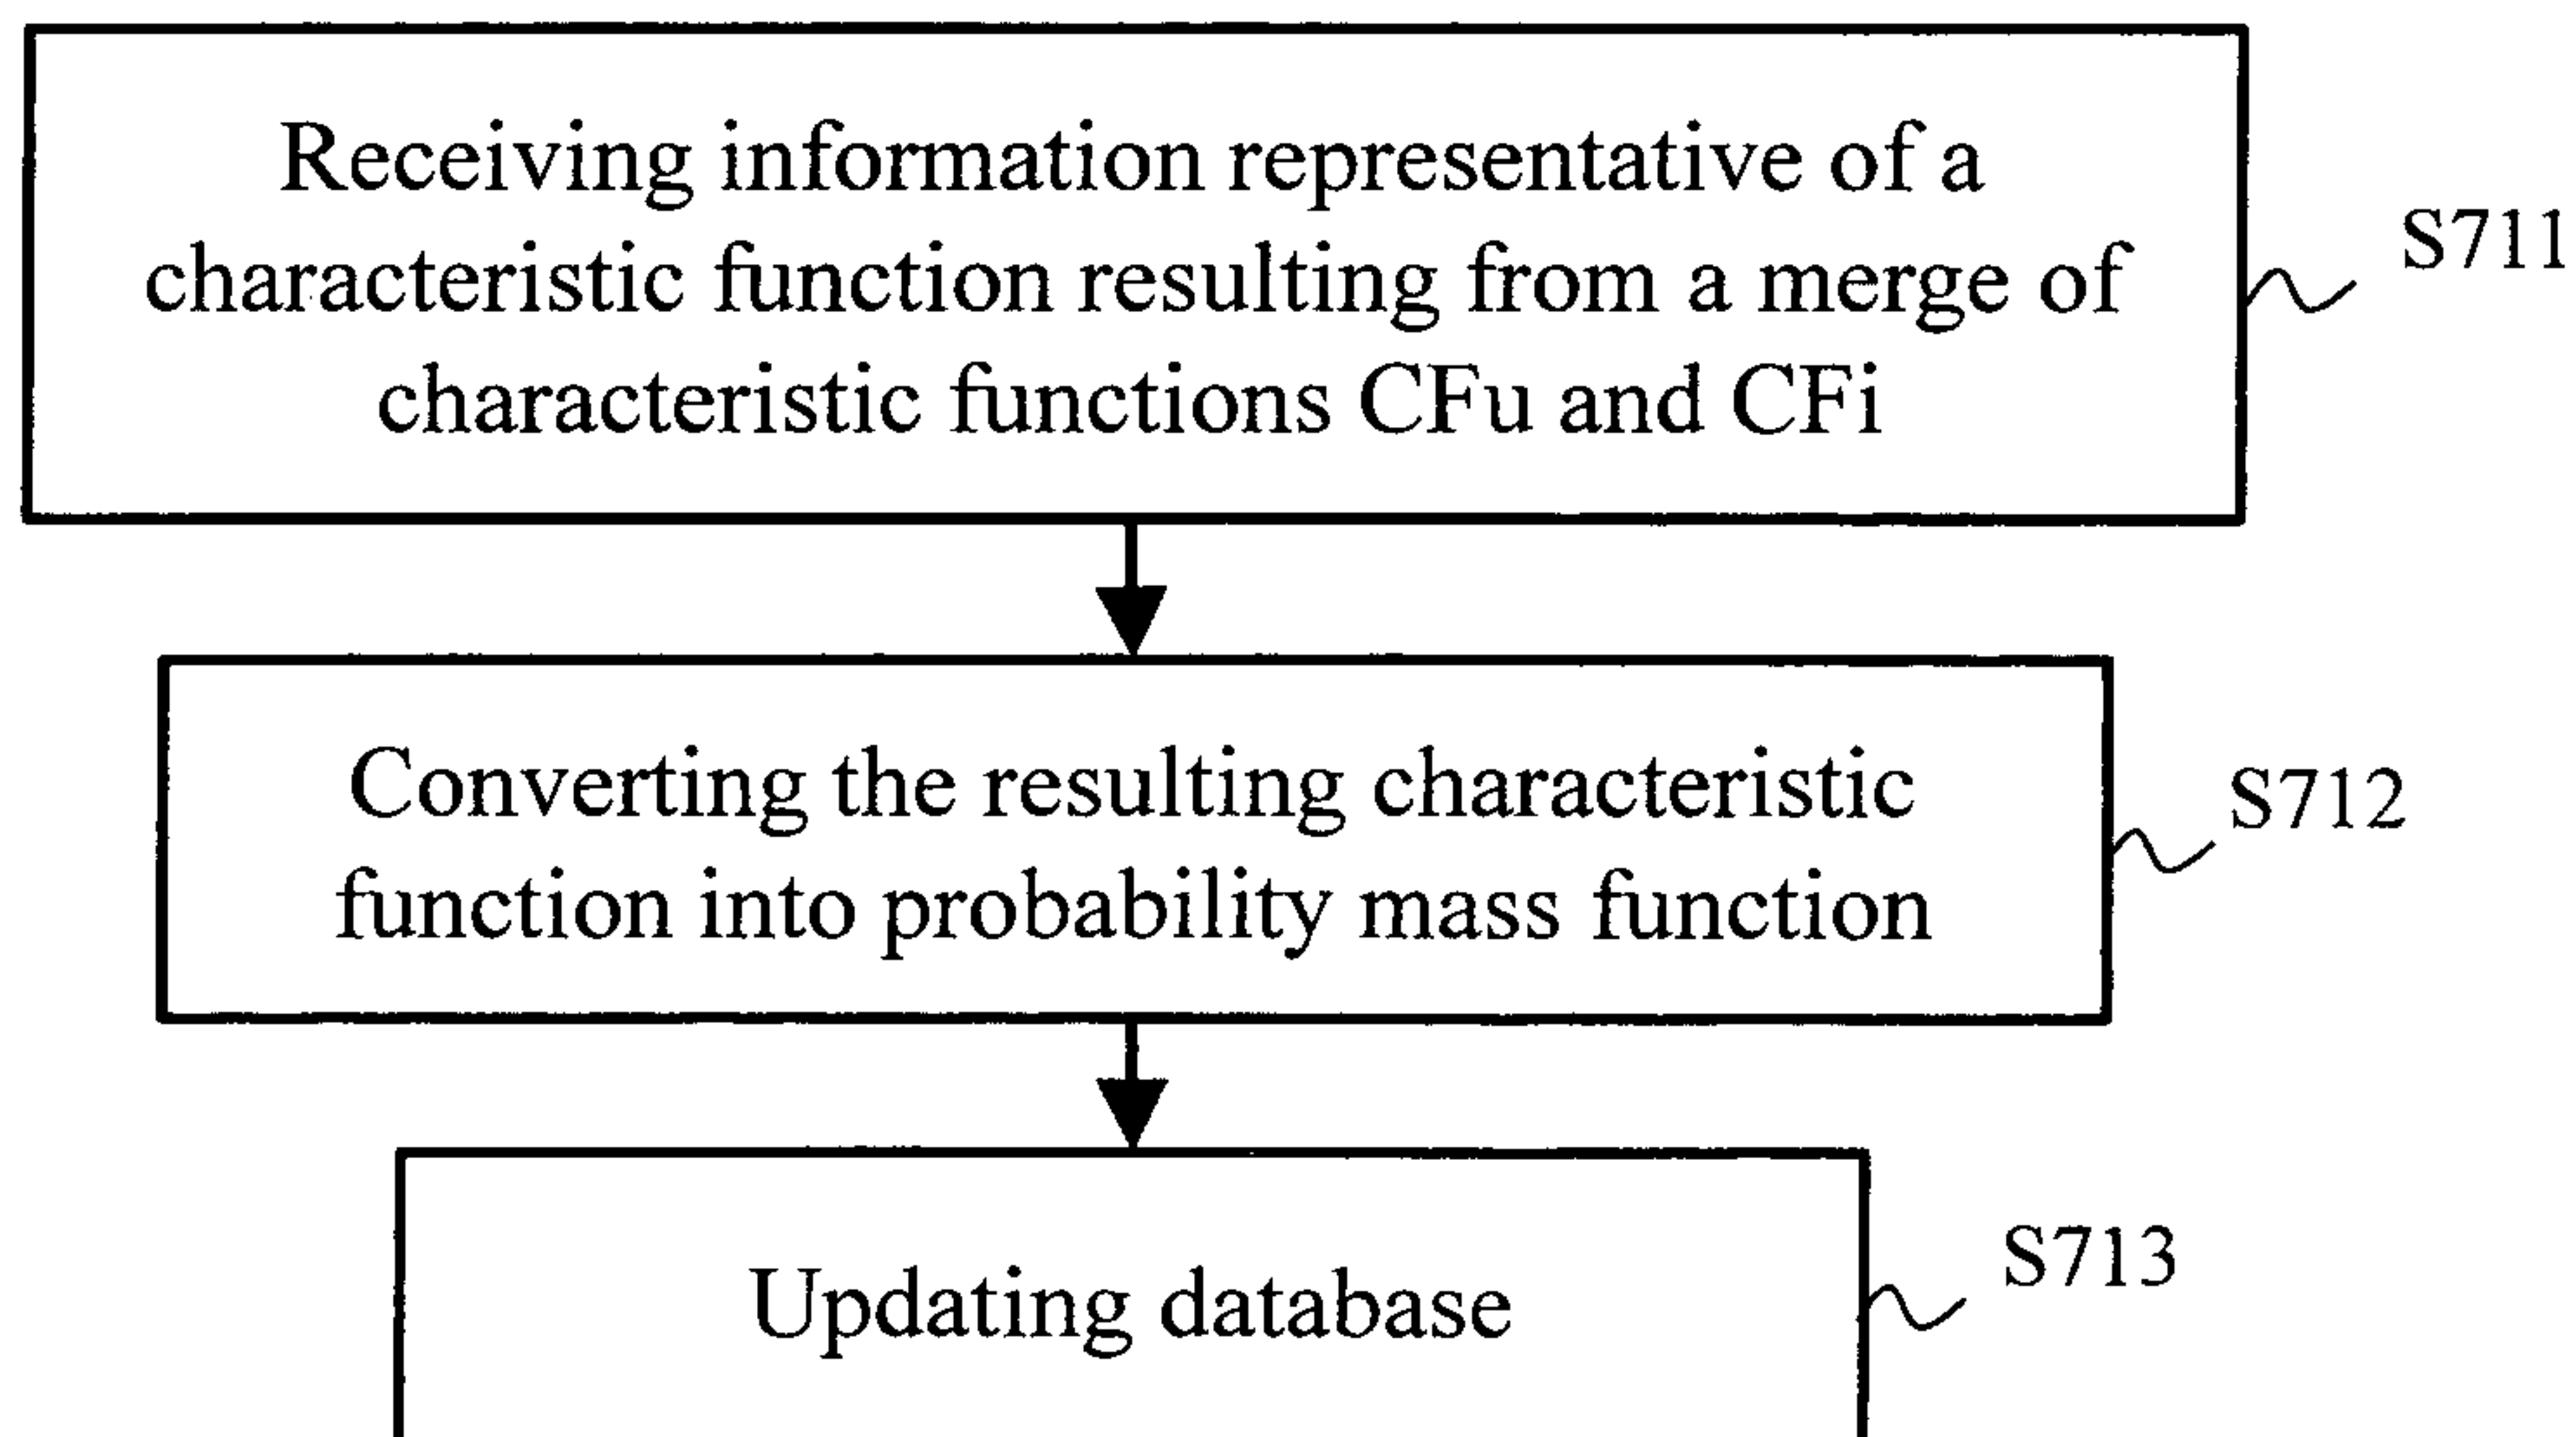 Receiving information representative of a
characteristic function resulting from a merge of
characteristic functions CFu and CFi
S711
Converting the resulting characteristic
function into probability mass function
S712
Updating database
S713